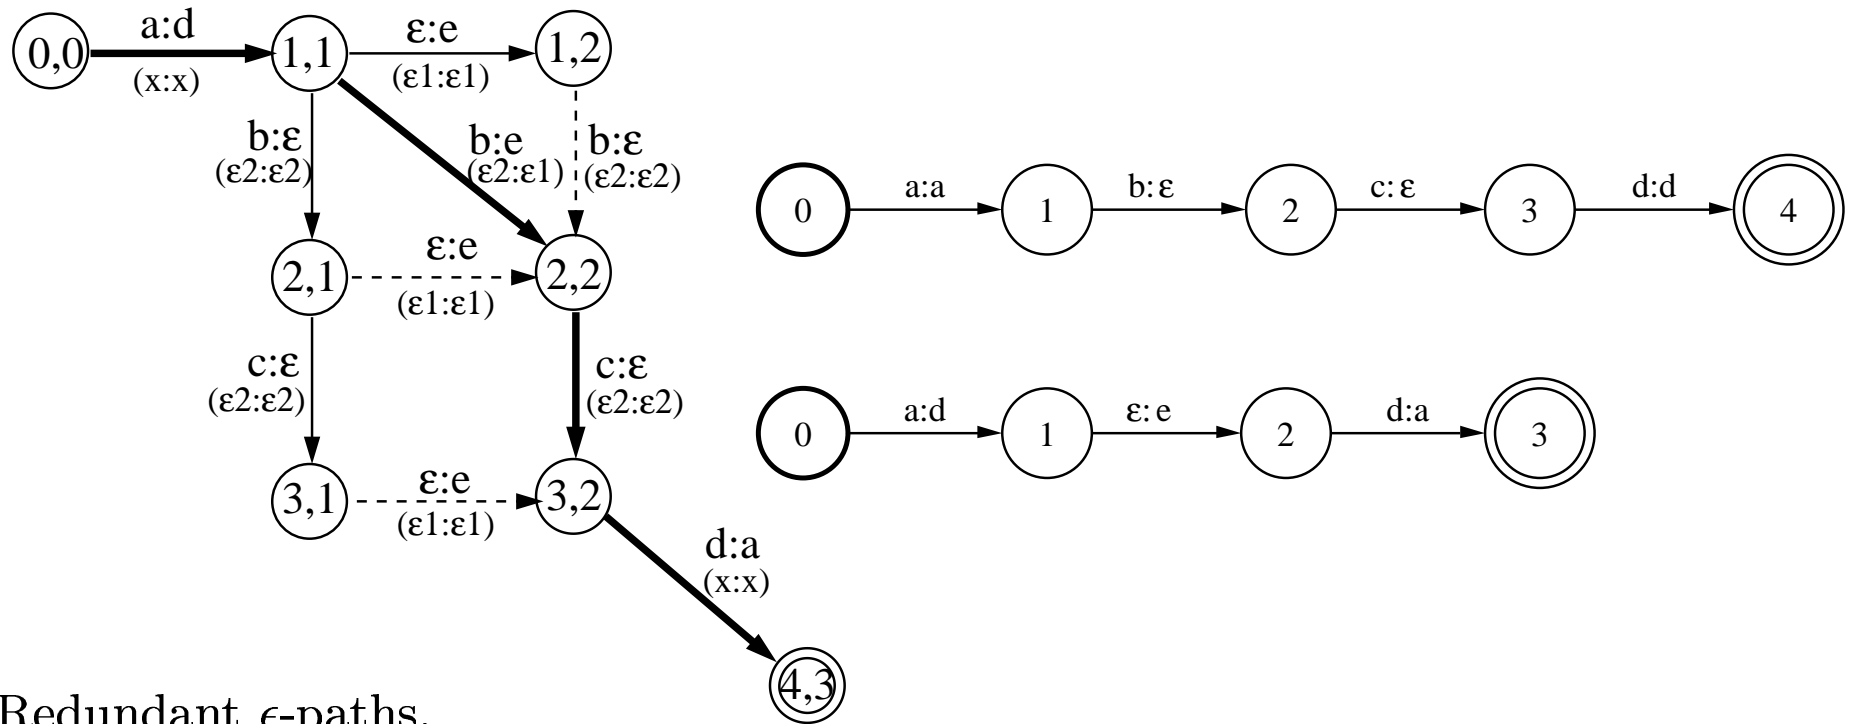 a:d
ε:e
0,0
1,1
1,2
(x:x)
(ε1:ε1)
b:ε
(ε2:ε2)
b:e
(ε2:ε1)
b:ε
(ε2:ε2)
2,1
ε:e
(ε1:ε1)
2,2
c:ε
(ε2:ε2)
c:ε
(ε2:ε2)
3,1
ε:e
(ε1:ε1)
3,2
d:a
(x:x)
4,3
0 a:a 1 b:ε 2 c:ε 3 d:d 4
0 a:d 1 ε:e 2 d:a 3
Redundant ϵ-paths.